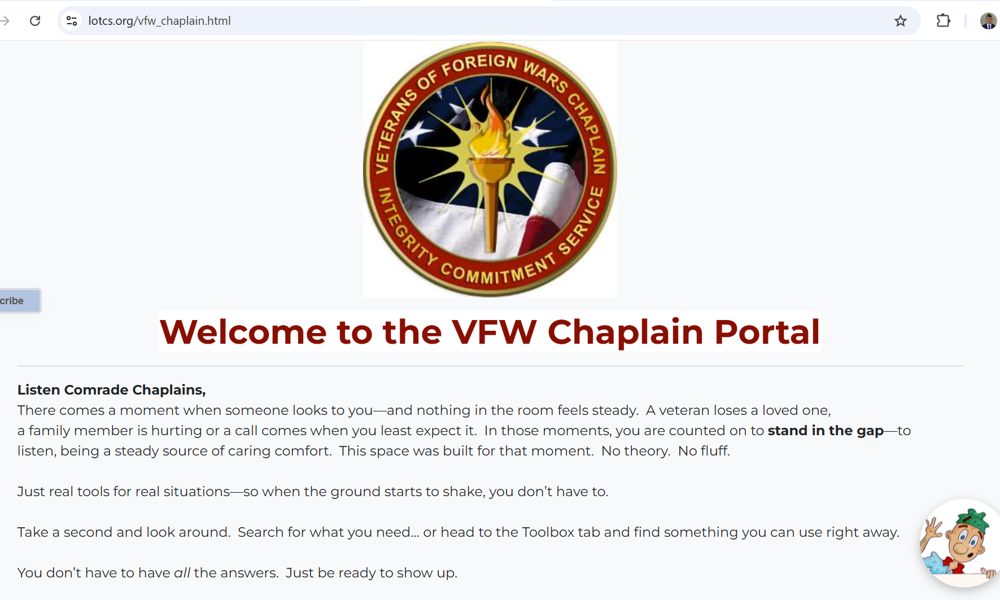 lotcs.org/vfw_chaplain.html
VETERANS OF FOREIGN WARS CHAPLAIN
INTEGRITY COMMITMENT SERVICE
cribe
Welcome to the VFW Chaplain Portal
Listen Comrade Chaplains,
There comes a moment when someone looks to you—and nothing in the room feels steady.  A veteran loses a loved one,
a family member is hurting or a call comes when you least expect it.  In those moments, you are counted on to stand in the gap—to
listen, being a steady source of caring comfort.  This space was built for that moment.  No theory.  No fluff.
Just real tools for real situations—so when the ground starts to shake, you don’t have to.
Take a second and look around.  Search for what you need... or head to the Toolbox tab and find something you can use right away.
You don’t have to have all the answers.  Just be ready to show up.